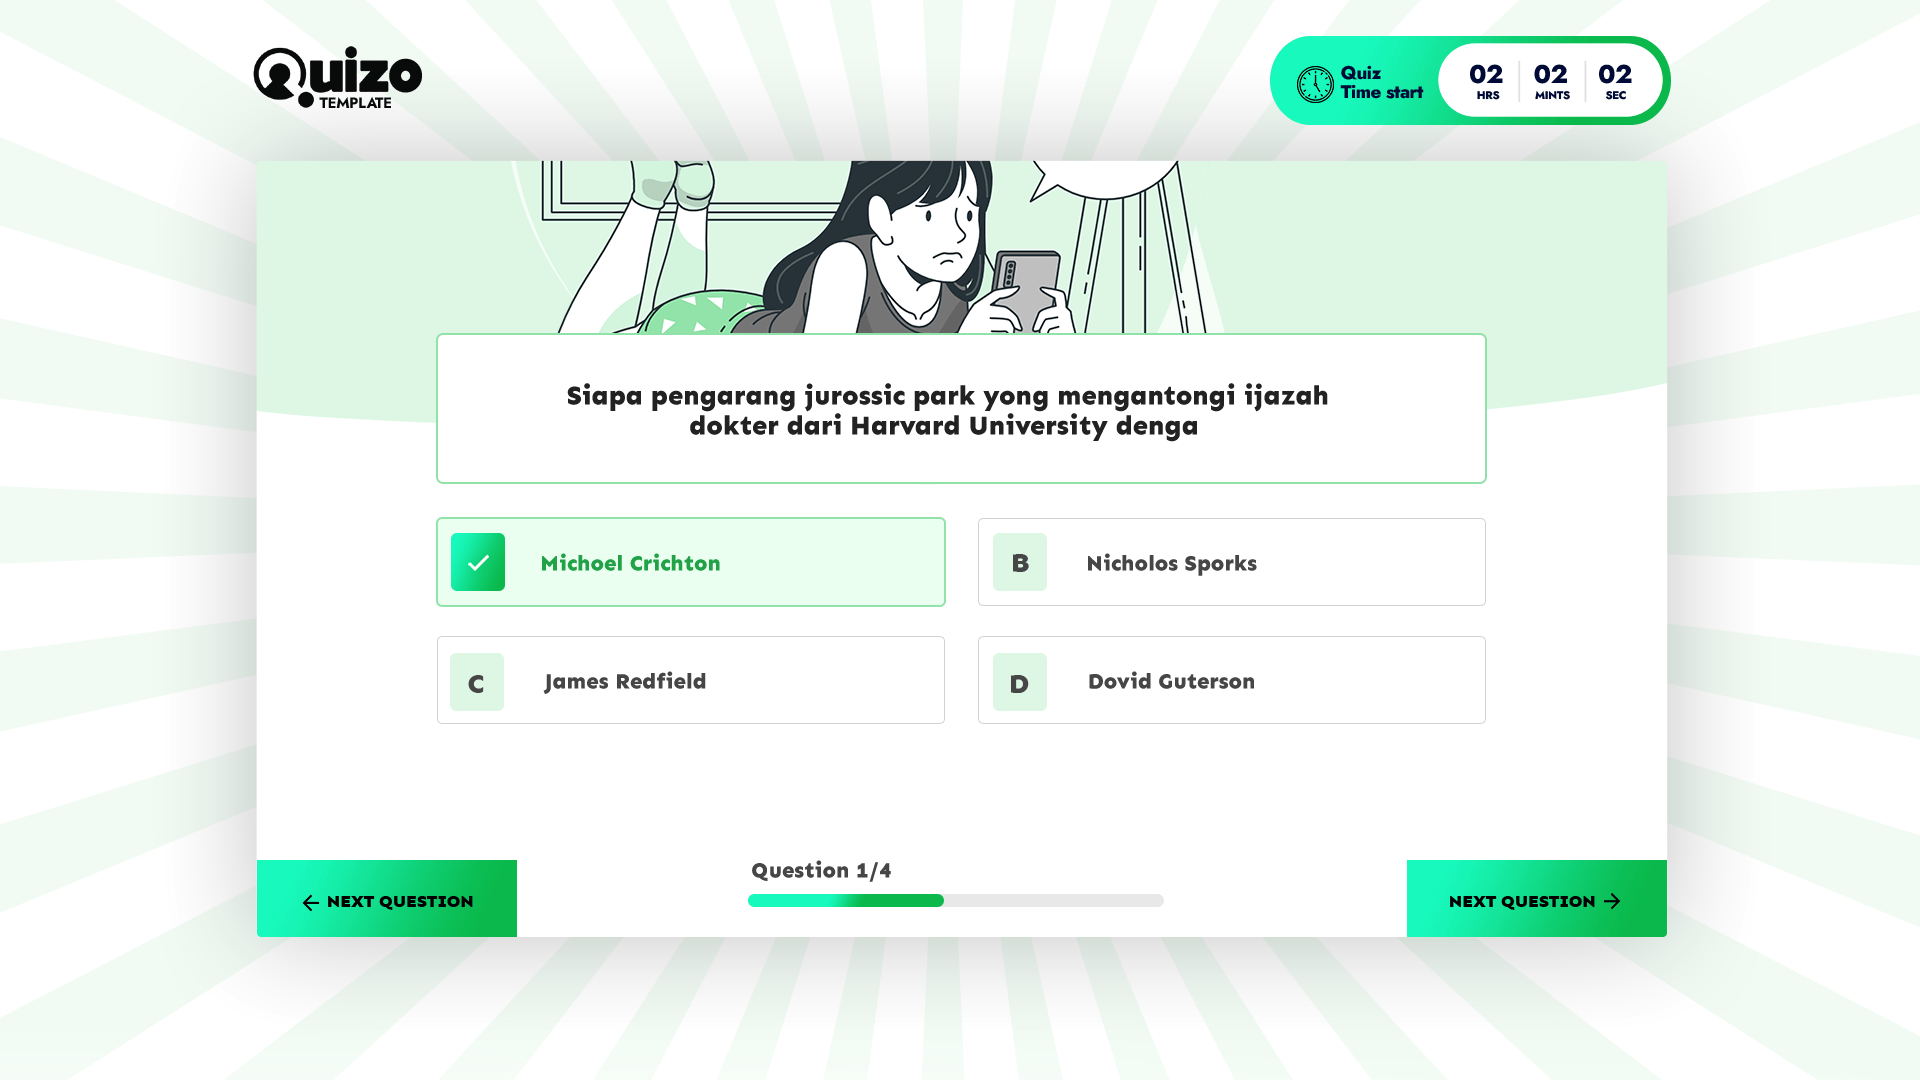 Quizo
TEMPLATE
Quiz
Time start
02 02 02
HRS MINTS SEC
Siapa pengarang jurossic park yong mengantongi ijazah
dokter dari Harvard University denga
Michoel Crichton
B Nicholos Sporks
C James Redfield
D Dovid Guterson
Question 1/4
NEXT QUESTION
NEXT QUESTION